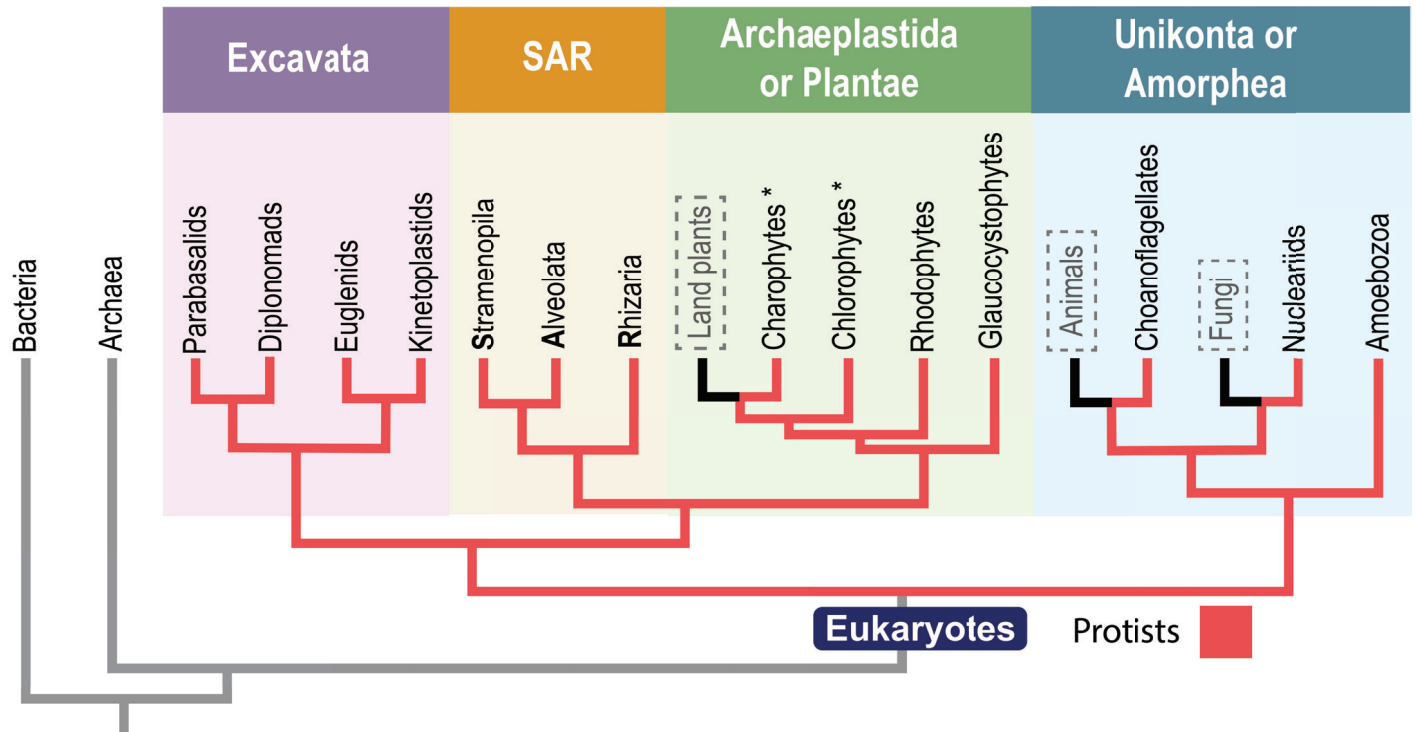 Excavata
SAR
Archaeplastida
or Plantae
Unikonta or
Amorphea
Bacteria
Archaea
Parabasalids
Diplonomads
Euglenids
Kinetoplastids
Stramenopila
Alveolata
Rhizaria
Land plants
Charophytes *
Chlorophytes *
Rhodophytes
Glaucocystophytes
Animals
Choanoflagellates
Fungi
Nucleariids
Amoebozoa
Eukaryotes
Protists